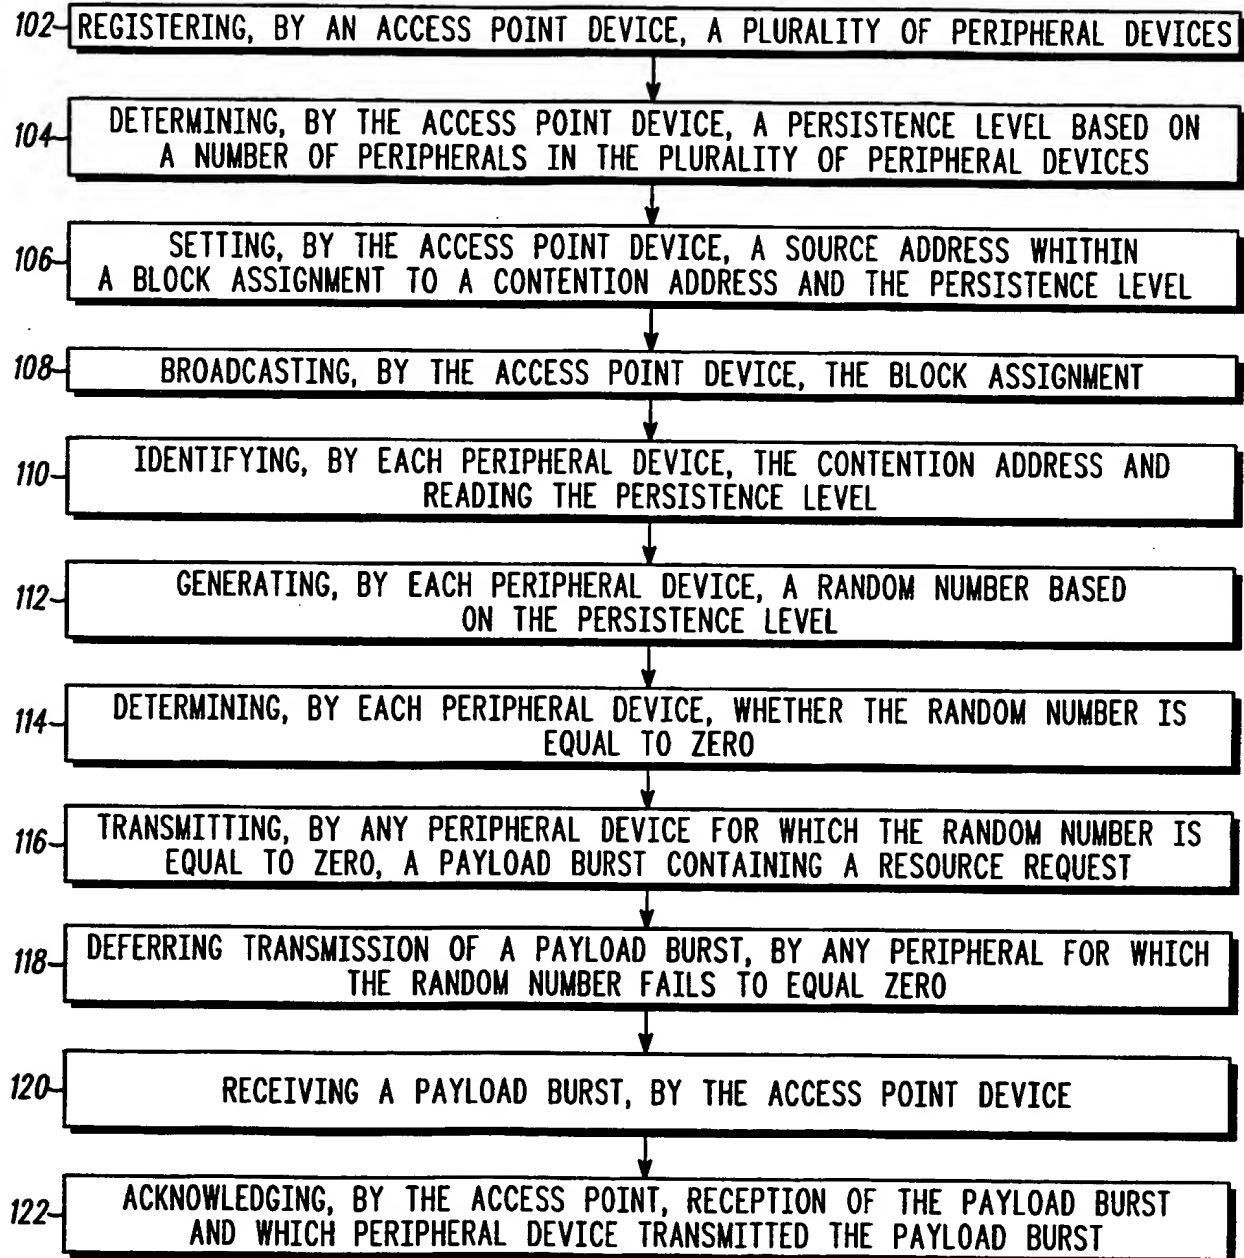 102 REGISTERING, BY AN ACCESS POINT DEVICE, A PLURALITY OF PERIPHERAL DEVICES
104 DETERMINING, BY THE ACCESS POINT DEVICE, A PERSISTENCE LEVEL BASED ON
A NUMBER OF PERIPHERALS IN THE PLURALITY OF PERIPHERAL DEVICES
106 SETTING, BY THE ACCESS POINT DEVICE, A SOURCE ADDRESS WHITHIN
A BLOCK ASSIGNMENT TO A CONTENTION ADDRESS AND THE PERSISTENCE LEVEL
108 BROADCASTING, BY THE ACCESS POINT DEVICE, THE BLOCK ASSIGNMENT
110 IDENTIFYING, BY EACH PERIPHERAL DEVICE, THE CONTENTION ADDRESS AND
READING THE PERSISTENCE LEVEL
112 GENERATING, BY EACH PERIPHERAL DEVICE, A RANDOM NUMBER BASED
ON THE PERSISTENCE LEVEL
114 DETERMINING, BY EACH PERIPHERAL DEVICE, WHETHER THE RANDOM NUMBER IS
EQUAL TO ZERO
116 TRANSMITTING, BY ANY PERIPHERAL DEVICE FOR WHICH THE RANDOM NUMBER IS
EQUAL TO ZERO, A PAYLOAD BURST CONTAINING A RESOURCE REQUEST
118 DEFERRING TRANSMISSION OF A PAYLOAD BURST, BY ANY PERIPHERAL FOR WHICH
THE RANDOM NUMBER FAILS TO EQUAL ZERO
120 RECEIVING A PAYLOAD BURST, BY THE ACCESS POINT DEVICE
122 ACKNOWLEDGING, BY THE ACCESS POINT, RECEPTION OF THE PAYLOAD BURST
AND WHICH PERIPHERAL DEVICE TRANSMITTED THE PAYLOAD BURST